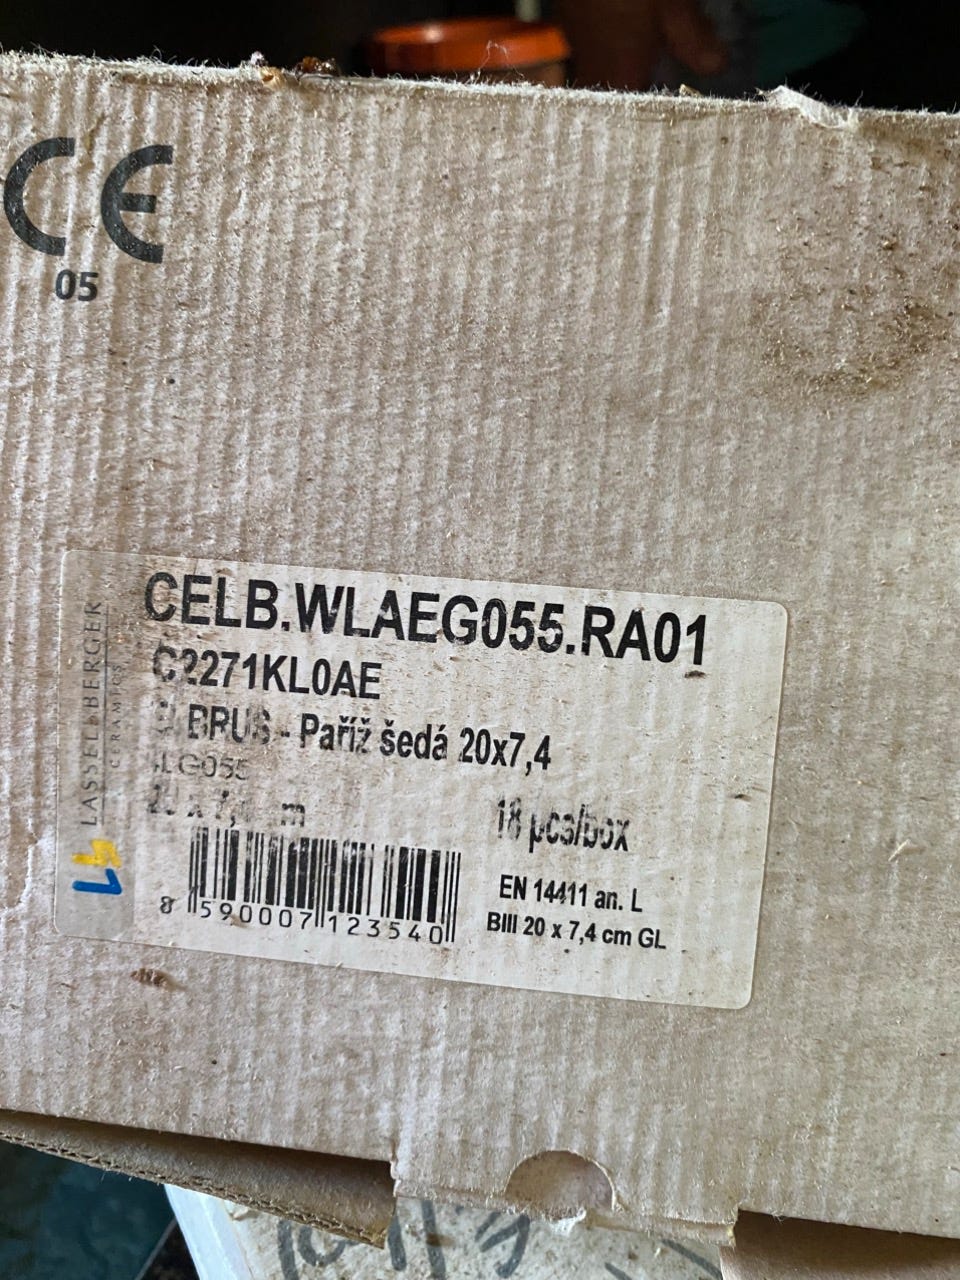 CE
05
LASSELSBERGER
CERAMICS
CELB.WLAEG055.RA01
C2271KL0AE
ELBRUS - Paříž šedá 20x7,4
18 pcs/box
EN 14411 an. L
BIII 20 x 7,4 cm GL
8 590007 123540